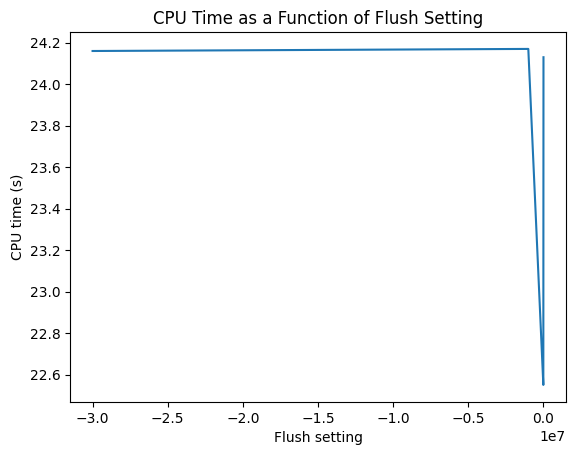 CPU Time as a Function of Flush Setting
24.2
24.0
23.8
23.6
23.4
23.2
23.0
22.8
22.6
CPU time (s)
−3.0 −2.5 −2.0 −1.5 −1.0 −0.5 0.0
1e7
Flush setting